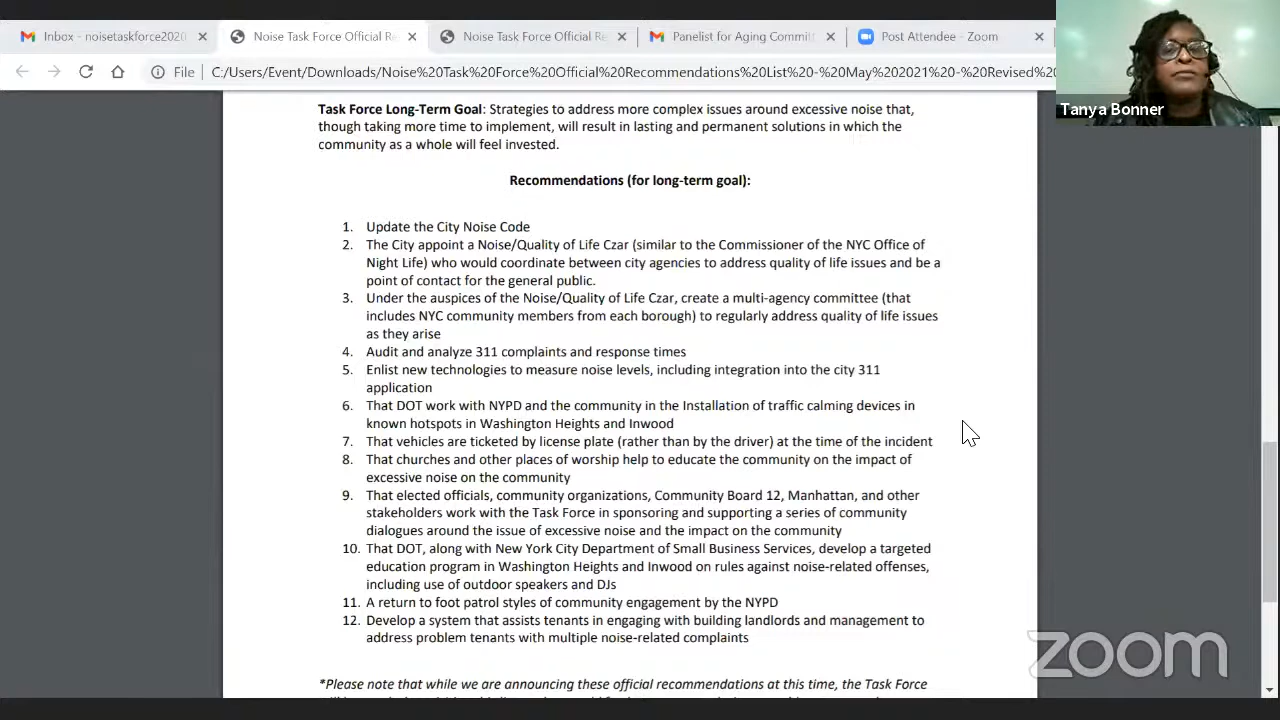 Inbox - noisetaskforce2020
Noise Task Force Official Re
Noise Task Force Official Re
Panelist for Aging Committ
Post Attendee - Zoom
File
C:/Users/Event/Downloads/Noise%20Task%20Force%20Official%20Recommendations%20List%20-%20May%202021%20-%20Revised%20
Tanya Bonner
Task Force Long-Term Goal: Strategies to address more complex issues around excessive noise that,
though taking more time to implement, will result in lasting and permanent solutions in which the
community as a whole will feel invested.
Recommendations (for long-term goal):
1. Update the City Noise Code
2. The City appoint a Noise/Quality of Life Czar (similar to the Commissioner of the NYC Office of
Night Life) who would coordinate between city agencies to address quality of life issues and be a
point of contact for the general public.
3. Under the auspices of the Noise/Quality of Life Czar, create a multi-agency committee (that
includes NYC community members from each borough) to regularly address quality of life issues
as they arise
4. Audit and analyze 311 complaints and response times
5. Enlist new technologies to measure noise levels, including integration into the city 311
application
6. That DOT work with NYPD and the community in the Installation of traffic calming devices in
known hotspots in Washington Heights and Inwood
7. That vehicles are ticketed by license plate (rather than by the driver) at the time of the incident
8. That churches and other places of worship help to educate the community on the impact of
excessive noise on the community
9. That elected officials, community organizations, Community Board 12, Manhattan, and other
stakeholders work with the Task Force in sponsoring and supporting a series of community
dialogues around the issue of excessive noise and the impact on the community
10. That DOT, along with New York City Department of Small Business Services, develop a targeted
education program in Washington Heights and Inwood on rules against noise-related offenses,
including use of outdoor speakers and DJs
11. A return to foot patrol styles of community engagement by the NYPD
12. Develop a system that assists tenants in engaging with building landlords and management to
address problem tenants with multiple noise-related complaints
*Please note that while we are announcing these official recommendations at this time, the Task Force
zoom